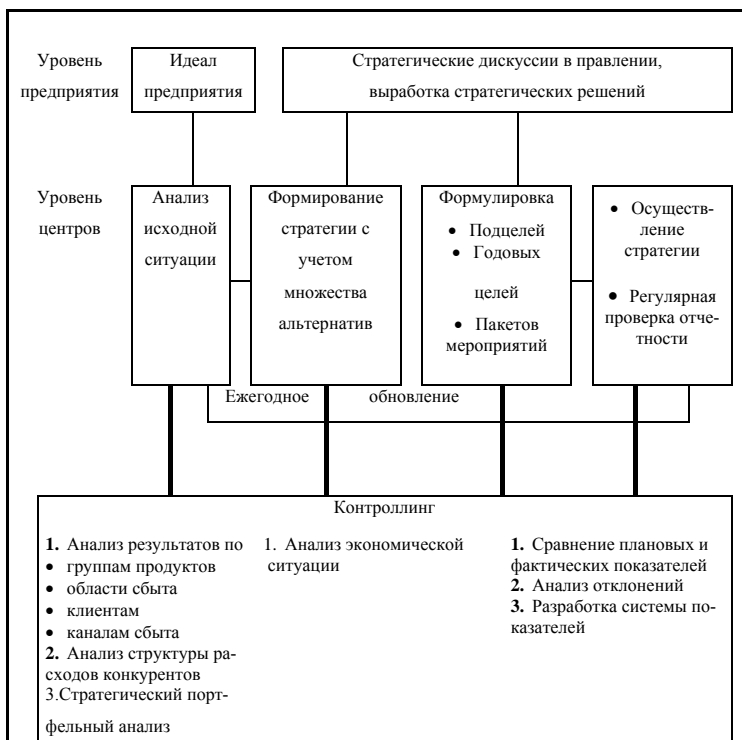 Уровень
предприятия
Идеал
предприятия
Стратегические дискуссии в правлении,
выработка стратегических решений
Уровень
центров
Анализ
исходной
ситуации
Формирование
стратегии с
учетом
множества
альтернатив
Формулировка
• Подцелей
• Годовых
целей
• Пакетов
мероприятий
• Осуществ-
ление
стратегии
• Регулярная
проверка отче-
тности
Ежегодное обновление
Контроллинг
1. Анализ результатов по
• группам продуктов
• области сбыта
• клиентам
• каналам сбыта
2. Анализ структуры ра-
сходов конкурентов
3.Стратегический порт-
фельный анализ
1. Анализ экономической
ситуации
1. Сравнение плановых и
фактических показателей
2. Анализ отклонений
3. Разработка системы по-
казателей